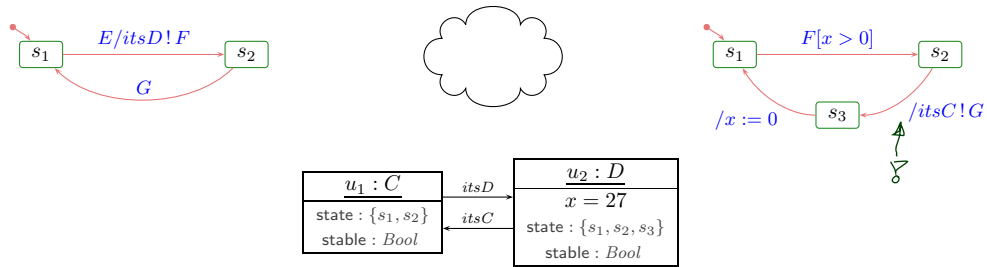 E/itsD ! F
s₁
s₂
G
F[x > 0]
s₁
s₂
s₃
/x := 0
/itsC ! G
u₁ : C
state : {s₁, s₂}
stable : Bool
itsD
itsC
u₂ : D
x = 27
state : {s₁, s₂, s₃}
stable : Bool